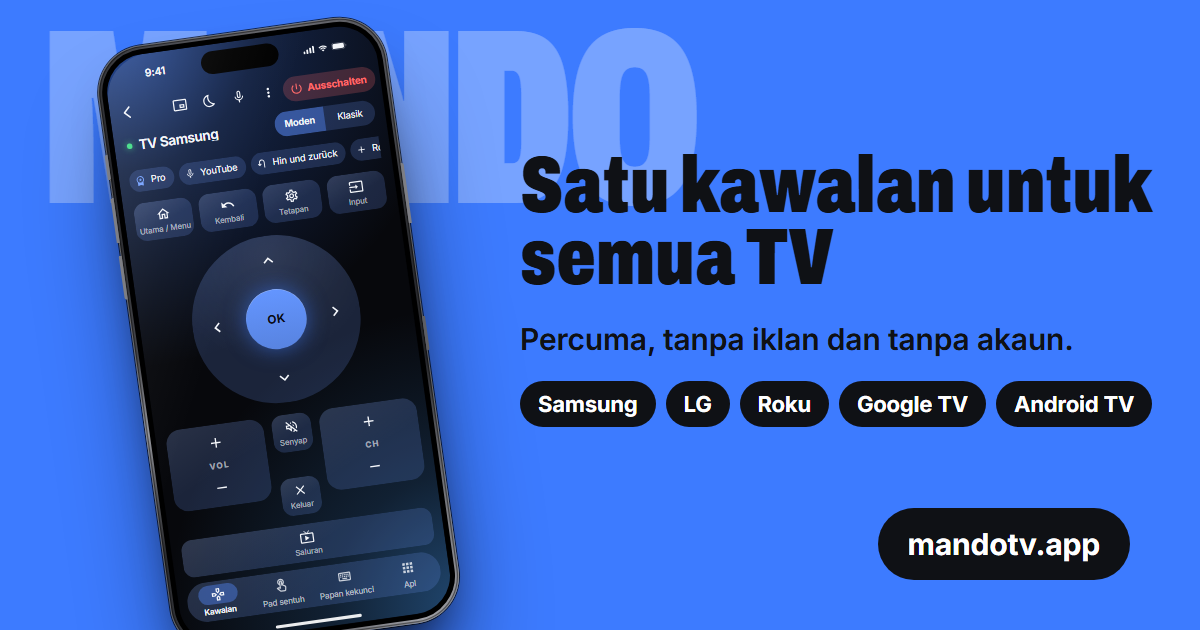 MANDO
9:41
Ausschalten
TV Samsung
Moden
Klasik
Pro
YouTube
Hin und zurück
Utama / Menu
Kembali
Tetapan
Input
OK
VOL
Senyap
CH
Keluar
Saluran
Kawalan
Pad sentuh
Papan kekunci
Apl
Satu kawalan untuk
semua TV
Percuma, tanpa iklan dan tanpa akaun.
Samsung
LG
Roku
Google TV
Android TV
mandotv.app